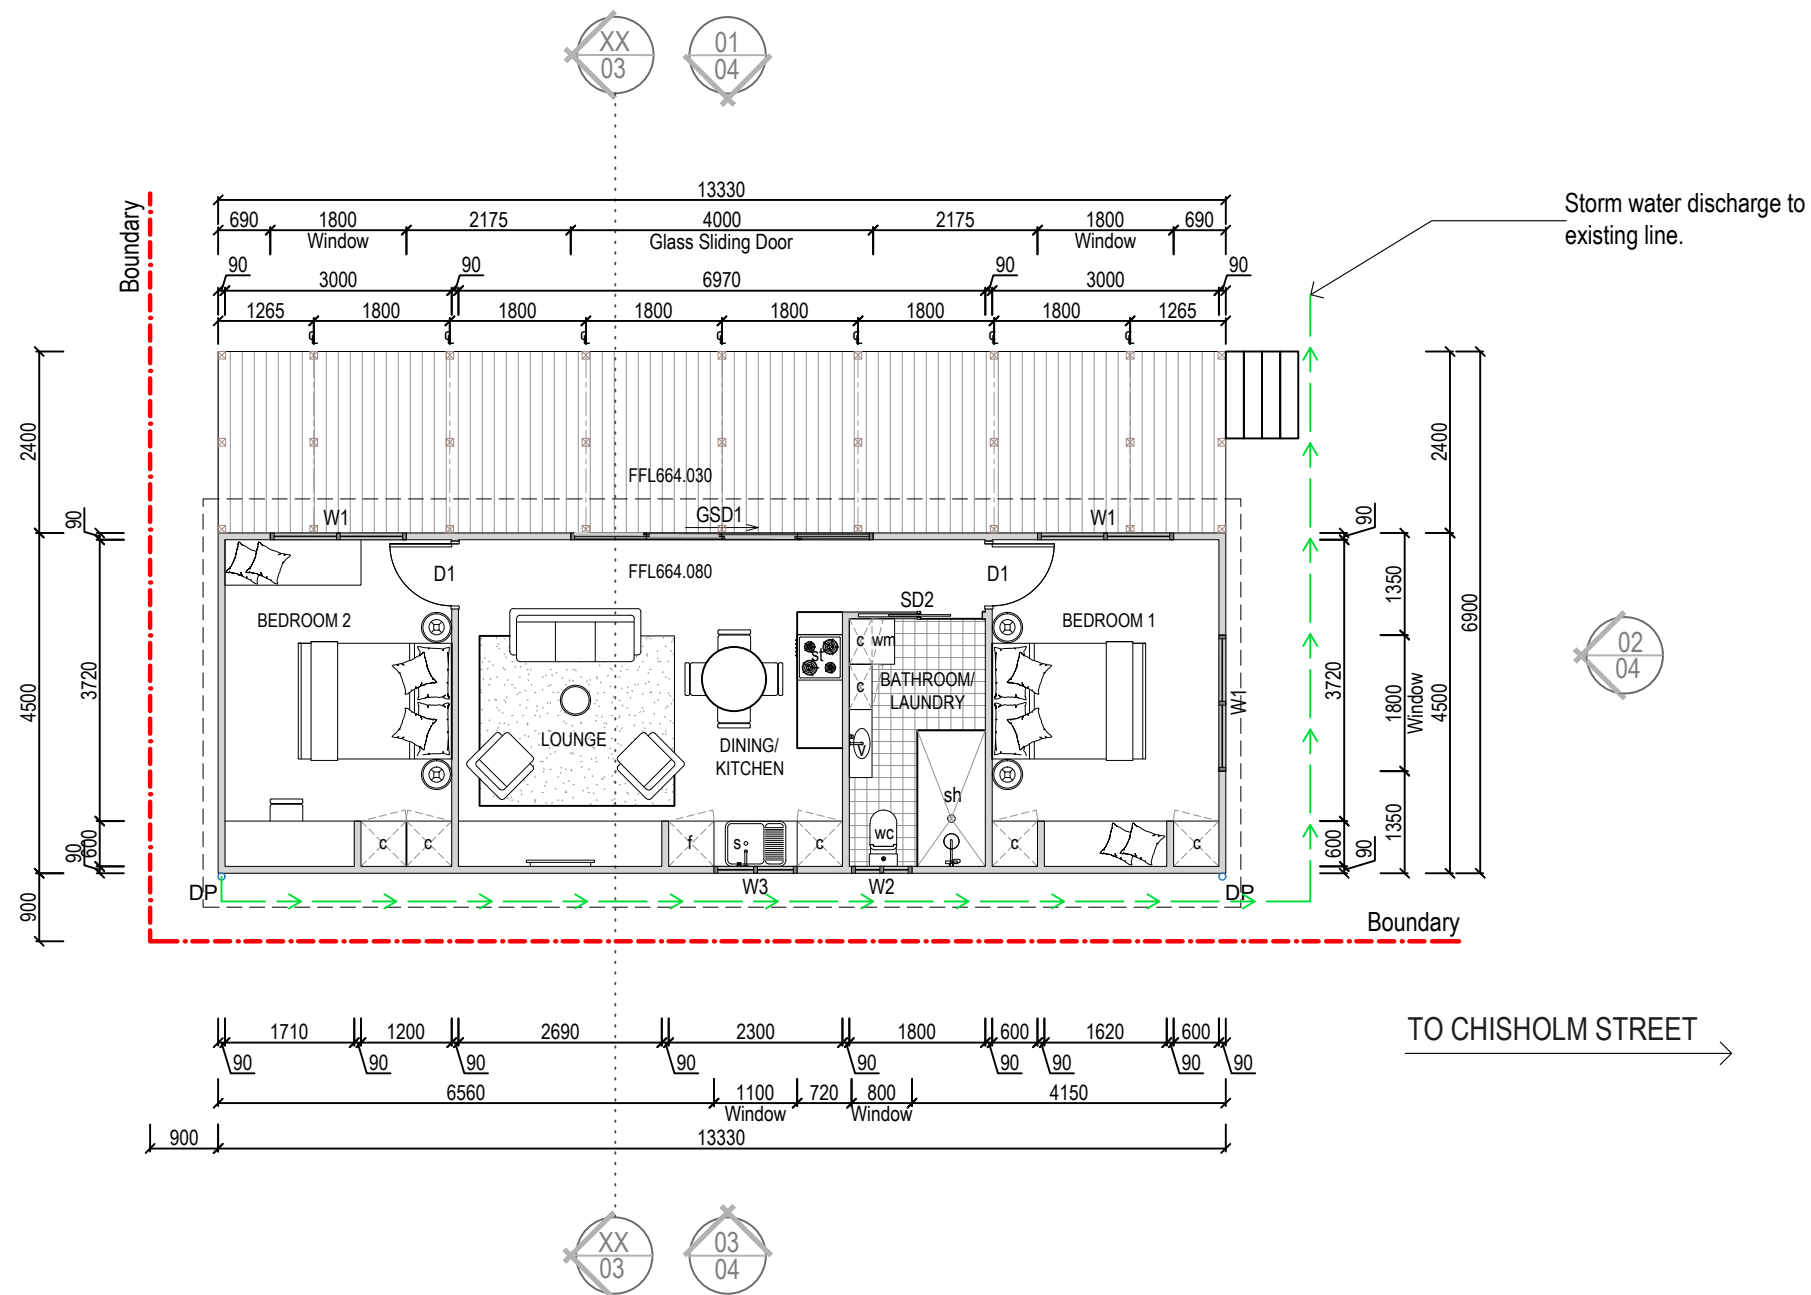 XX
03
01
04
Boundary
13330
690
1800
2175
4000
2175
1800
690
Window
Glass Sliding Door
Window
90
90
90
90
3000
6970
3000
1265
1800
1800
1800
1800
1800
1800
1265
Storm water discharge to
existing line.
2400
90
4500
3720
90
600
900
FFL664.030
W1
GSD1
W1
D1
FFL664.080
D1
SD2
BEDROOM 2
BEDROOM 1
c
wm
st
c
BATHROOM/
LAUNDRY
W1
LOUNGE
DINING/
KITCHEN
v
sh
c
c
f
s
c
wc
c
c
DP
W3
W2
DP
2400
90
1350
6900
3720
1800
Window
4500
1350
600
90
02
04
Boundary
1710
1200
2690
2300
1800
600
1620
600
90
90
90
90
90
90
90
90
90
6560
1100
720
800
4150
Window
Window
900
13330
TO CHISHOLM STREET
XX
03
03
04